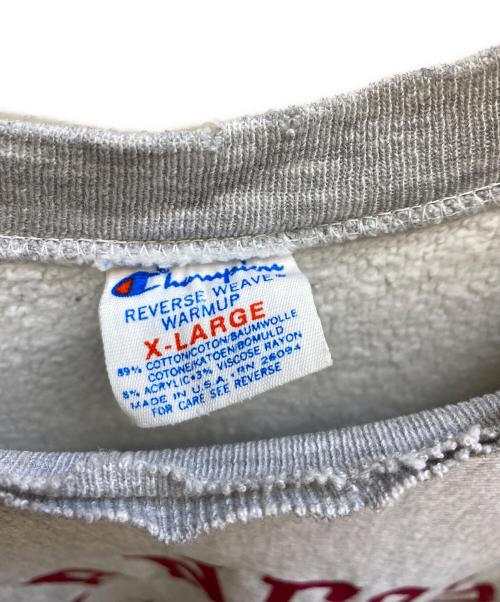 Champion
REVERSE WEAVE™
WARMUP
X-LARGE
89% COTTON/COTON/BAUMWOLLE
COTONE/KATOEN/BOMULD
8% ACRYLIC•3% VISCOSE RAYON
MADE IN U.S.A.•RN 26094
FOR CARE SEE REVERSE